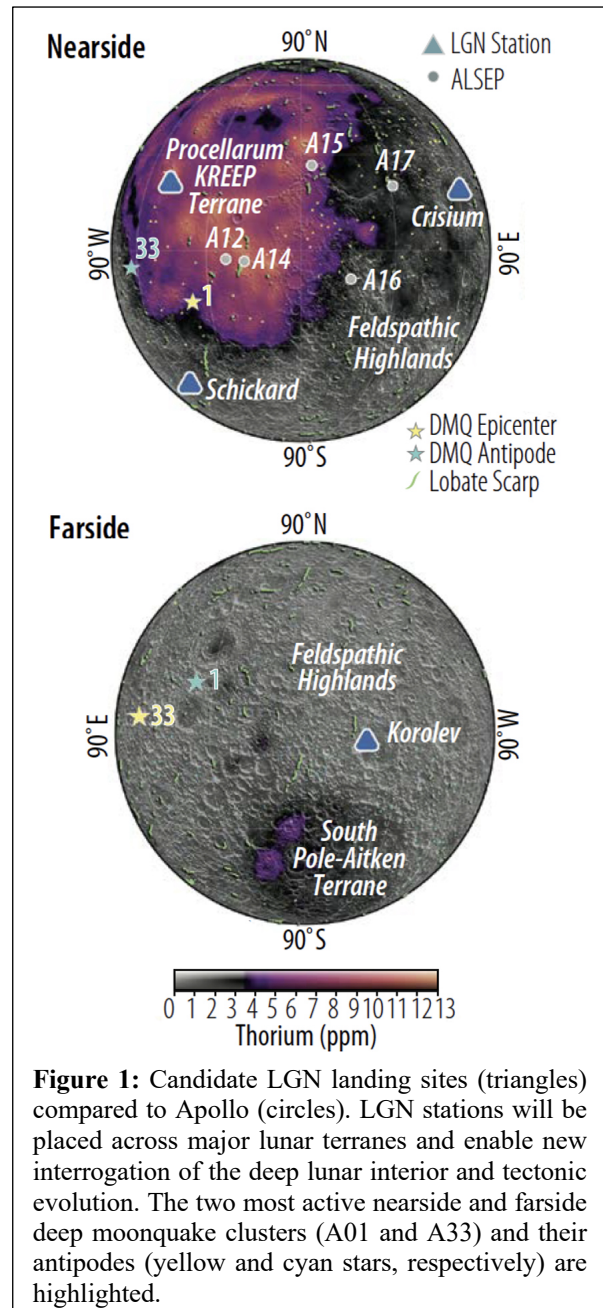 Nearside
90°N
LGN Station
ALSEP
A15
A17
Procellarum
KREEP
Terrane
Crisium
A12
A14
90°W
33
90°E
1
A16
Feldspathic
Highlands
Schickard
90°S
DMQ Epicenter
DMQ Antipode
Lobate Scarp
Farside
90°N
Feldspathic
Highlands
1
33
90°E
Korolev
90°W
South
Pole-Aitken
Terrane
90°S
0 1 2 3 4 5 6 7 8 9 10 11 12 13
Thorium (ppm)
Figure 1: Candidate LGN landing sites (triangles)
compared to Apollo (circles). LGN stations will be
placed across major lunar terranes and enable new
interrogation of the deep lunar interior and tectonic
evolution. The two most active nearside and farside
deep moonquake clusters (A01 and A33) and their
antipodes (yellow and cyan stars, respectively) are
highlighted.